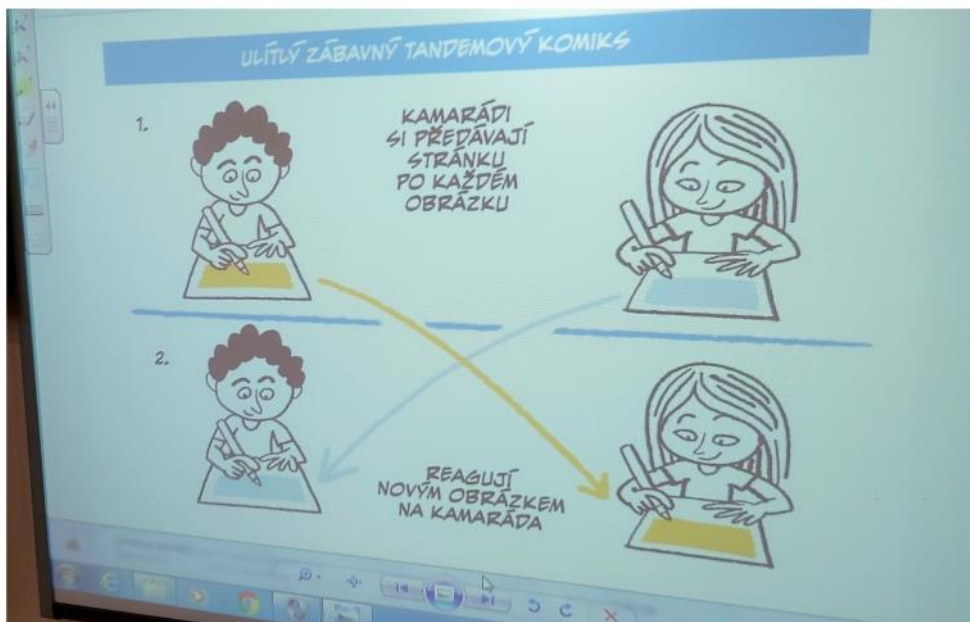 ULÍTLÝ ZÁBAVNÝ TANDEMOVÝ KOMIKS
1.
KAMARÁDI
SI PŘEDÁVAJÍ
STRÁNKU
PO KAŽDÉM
OBRÁZKU
2.
REAGUJÍ
NOVÝM OBRÁZKEM
NA KAMARÁDA